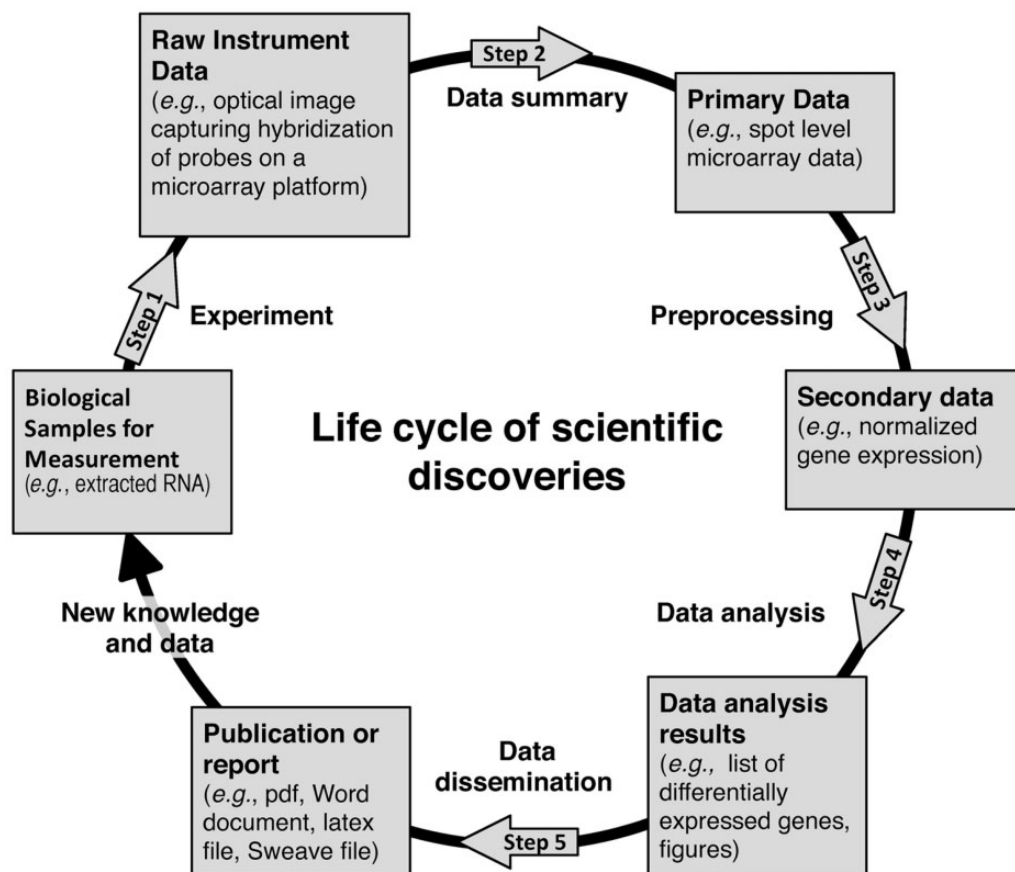 Raw Instrument
Data
(e.g., optical image
capturing hybridization
of probes on a
microarray platform)
Step 2
Data summary
Primary Data
(e.g., spot level
microarray data)
Step 3
Preprocessing
Step 1
Experiment
Biological
Samples for
Measurement
(e.g., extracted RNA)
Life cycle of scientific
discoveries
Secondary data
(e.g., normalized
gene expression)
Step 4
Data analysis
New knowledge
and data
Data analysis
results
(e.g., list of
differentially
expressed genes,
figures)
Data
dissemination
Step 5
Publication or
report
(e.g., pdf, Word
document, latex
file, Sweave file)